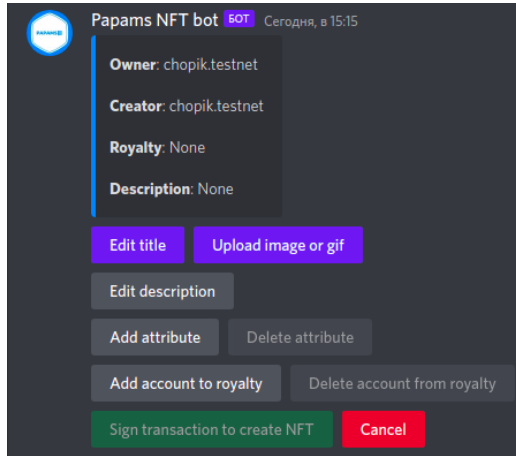 Papams NFT bot БОТ Сегодня, в 15:15
PAPAMS
Owner: chopik.testnet
Creator: chopik.testnet
Royalty: None
Description: None
Edit title Upload image or gif
Edit description
Add attribute Delete attribute
Add account to royalty Delete account from royalty
Sign transaction to create NFT Cancel